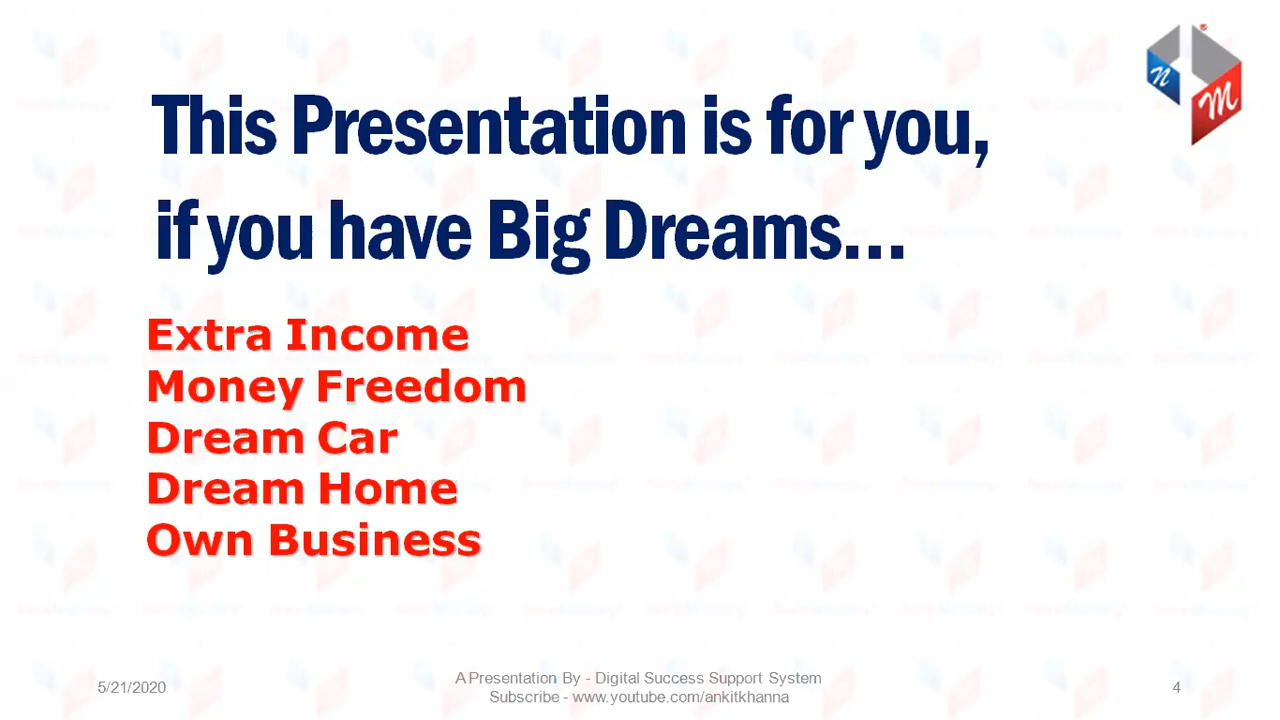 This Presentation is for you,
if you have Big Dreams...
Extra Income
Money Freedom
Dream Car
Dream Home
Own Business
n
M
5/21/2020
A Presentation By - Digital Success Support System
Subscribe - www.youtube.com/ankitkhanna
4